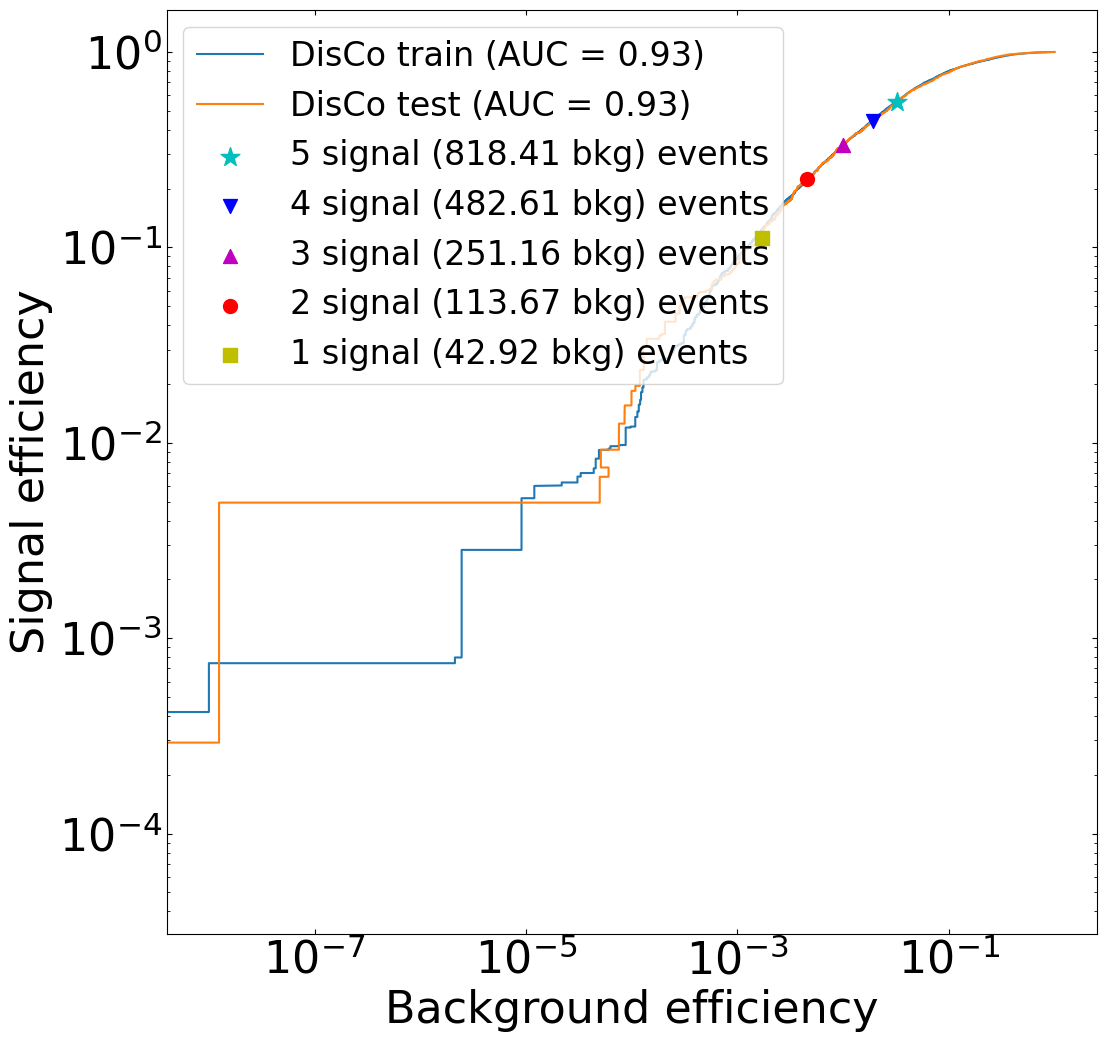 DisCo train (AUC = 0.93)
DisCo test (AUC = 0.93)
5 signal (818.41 bkg) events
4 signal (482.61 bkg) events
3 signal (251.16 bkg) events
2 signal (113.67 bkg) events
1 signal (42.92 bkg) events
Signal efficiency
10⁰
10⁻¹
10⁻²
10⁻³
10⁻⁴
10⁻⁷ 10⁻⁵ 10⁻³ 10⁻¹
Background efficiency